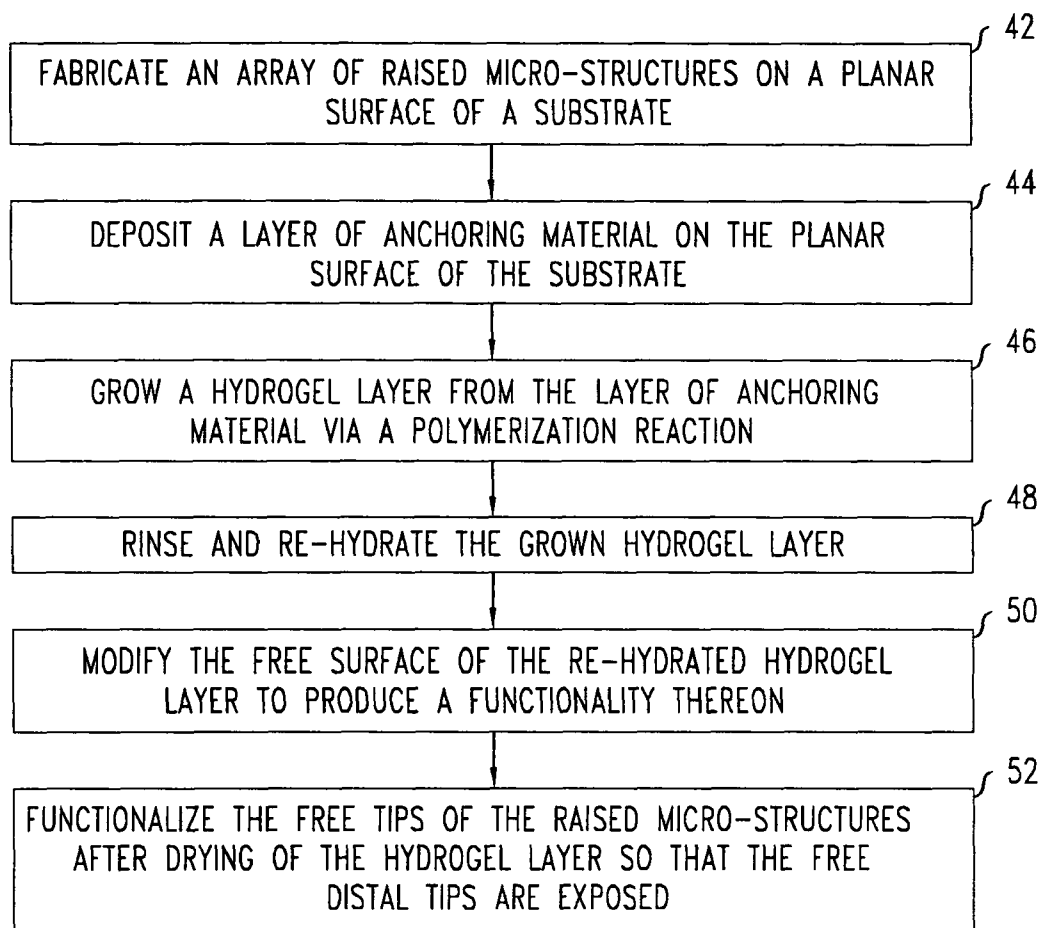 42
FABRICATE AN ARRAY OF RAISED MICRO-STRUCTURES ON A PLANAR
SURFACE OF A SUBSTRATE
44
DEPOSIT A LAYER OF ANCHORING MATERIAL ON THE PLANAR
SURFACE OF THE SUBSTRATE
46
GROW A HYDROGEL LAYER FROM THE LAYER OF ANCHORING
MATERIAL VIA A POLYMERIZATION REACTION
48
RINSE AND RE-HYDRATE THE GROWN HYDROGEL LAYER
50
MODIFY THE FREE SURFACE OF THE RE-HYDRATED HYDROGEL
LAYER TO PRODUCE A FUNCTIONALITY THEREON
52
FUNCTIONALIZE THE FREE TIPS OF THE RAISED MICRO-STRUCTURES
AFTER DRYING OF THE HYDROGEL LAYER SO THAT THE FREE
DISTAL TIPS ARE EXPOSED